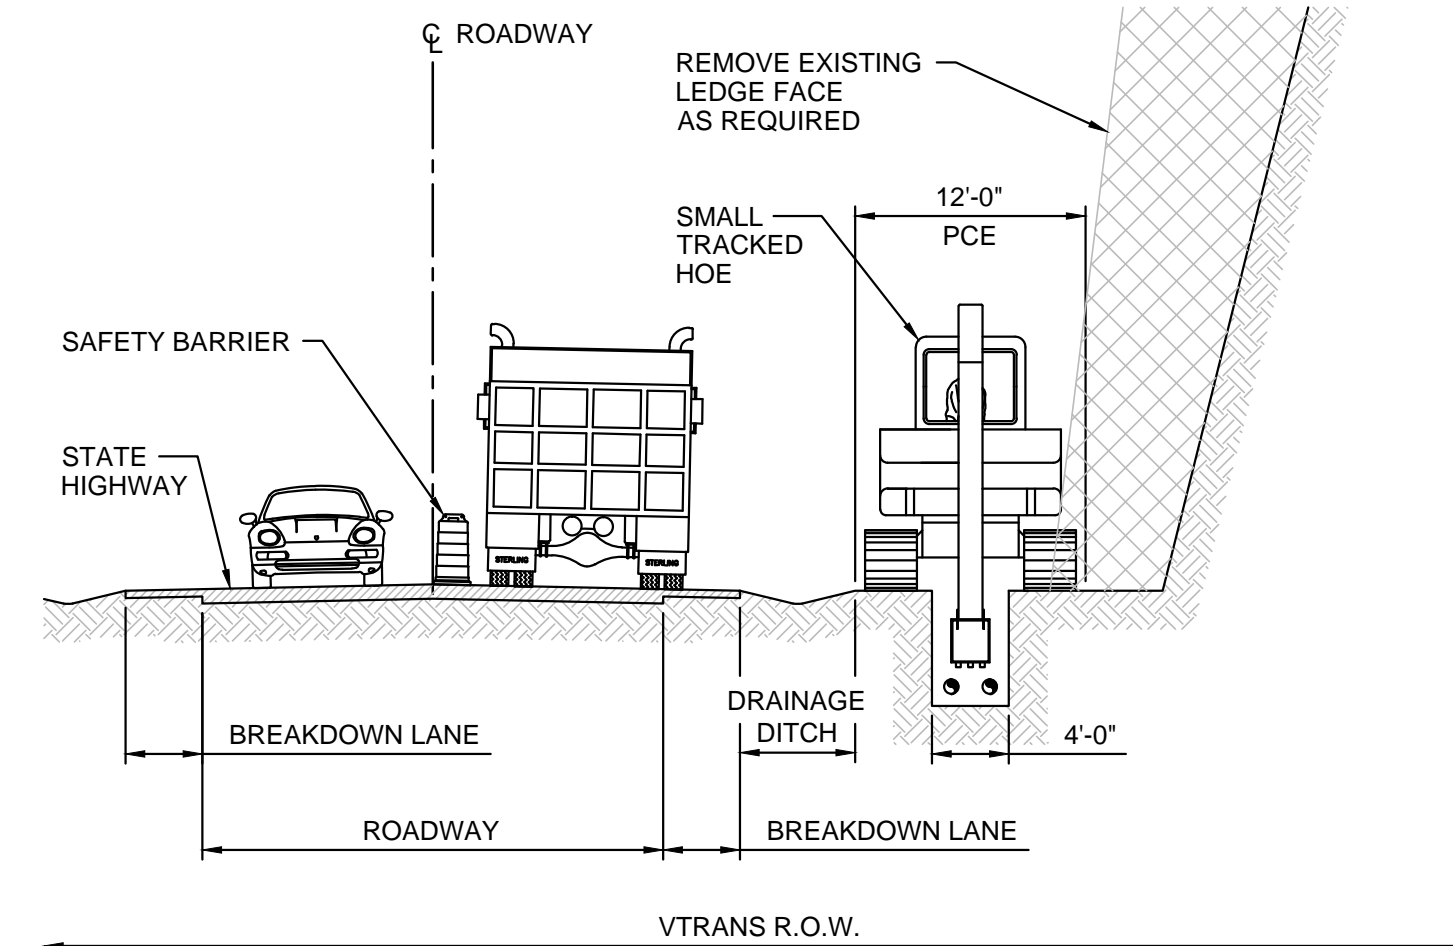 ℄ ROADWAY
REMOVE EXISTING
LEDGE FACE
AS REQUIRED
12'-0"
PCE
SMALL
TRACKED
HOE
SAFETY BARRIER
STATE
HIGHWAY
STERLING
STERLING
DRAINAGE
DITCH
BREAKDOWN LANE
4'-0"
ROADWAY
BREAKDOWN LANE
VTRANS R.O.W.